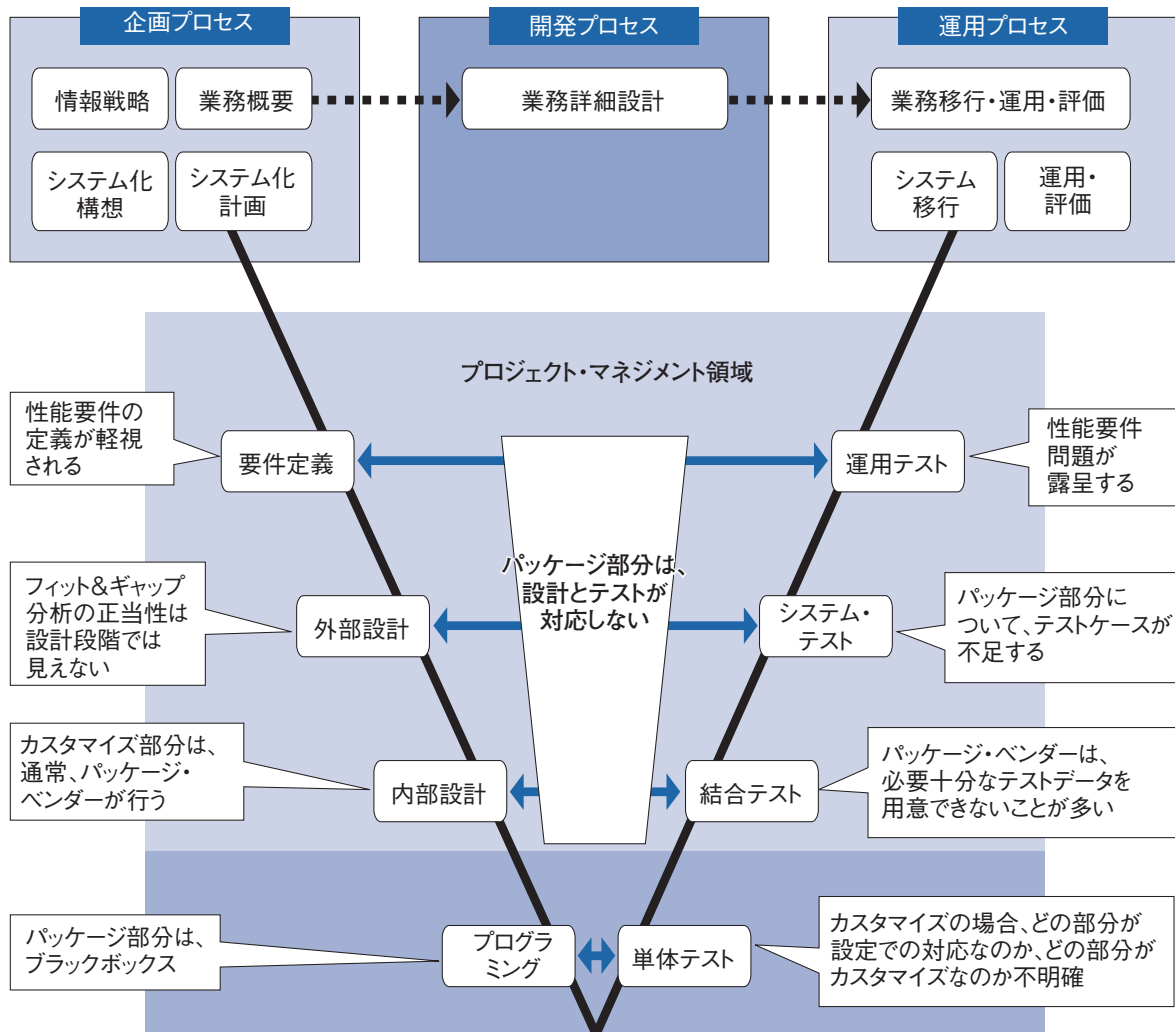 企画プロセス
開発プロセス
運用プロセス
情報戦略
業務概要
業務詳細設計
業務移行・運用・評価
システム化
構想
システム化
計画
システム
移行
運用・
評価
プロジェクト・マネジメント領域
性能要件の
定義が軽視
される
要件定義
運用テスト
性能要件
問題が
露呈する
パッケージ部分は、
設計とテストが
対応しない
フィット&ギャップ
分析の正当性は
設計段階では
見えない
外部設計
システム・
テスト
パッケージ部分に
ついて、テストケースが
不足する
カスタマイズ部分は、
通常、パッケージ・
ベンダーが行う
内部設計
結合テスト
パッケージ・ベンダーは、
必要十分なテストデータを
用意できないことが多い
パッケージ部分は、
ブラックボックス
プログラ
ミング
単体テスト
カスタマイズの場合、どの部分が
設定での対応なのか、どの部分が
カスタマイズなのか不明確